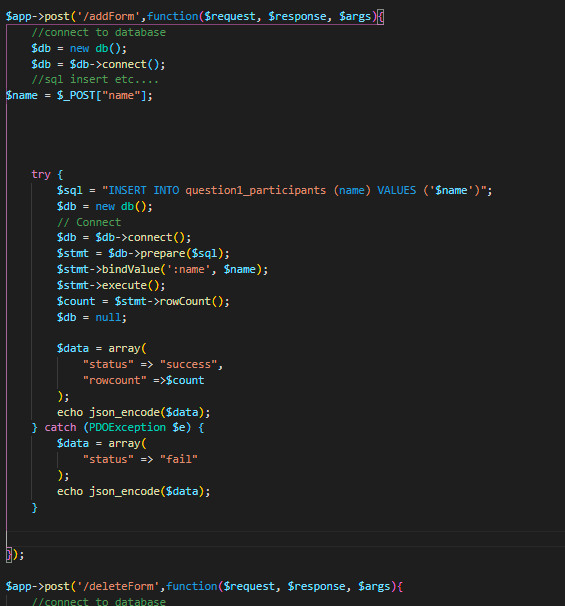 $app->post('/addForm',function($request, $response, $args){
//connect to database
$db = new db();
$db = $db->connect();
//sql insert etc....
$name = $_POST["name"];
try {
$sql = "INSERT INTO question1_participants (name) VALUES ('$name')";
$db = new db();
// Connect
$db = $db->connect();
$stmt = $db->prepare($sql);
$stmt->bindValue(':name', $name);
$stmt->execute();
$count = $stmt->rowCount();
$db = null;
$data = array(
"status" => "success",
"rowcount" =>$count
);
echo json_encode($data);
} catch (PDOException $e) {
$data = array(
"status" => "fail"
);
echo json_encode($data);
}
});
$app->post('/deleteForm',function($request, $response, $args){
//connect to database